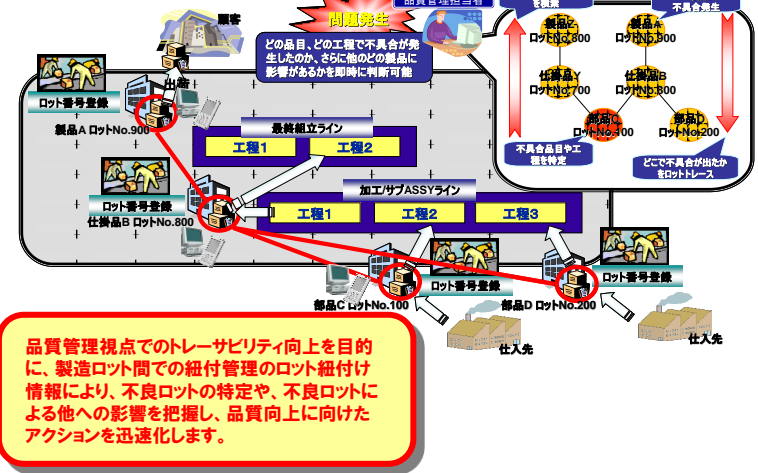 品質管理担当者
を検索
不具合発生
問題発生
顧客
どの品目、どの工程で不具合が発
生したのか、さらに他のどの製品に
影響があるかを即時に判断可能
製品Z
ロットNo.600
製品A
ロットNo.900
仕掛品Y
ロットNo.700
仕掛品B
ロットNo.800
部品C
ロットNo.100
部品D
ロットNo.200
不具合品目や工
程を特定
どこで不具合が出たか
をロットトレース
出荷
ロット番号登録
製品A ロットNo.900
最終組立ライン
工程1
工程2
加工/サブASSYライン
工程1
工程2
工程3
ロット番号登録
仕掛品B ロットNo.800
ロット番号登録
部品C ロットNo.100
ロット番号登録
部品D ロットNo.200
仕入先
仕入先
品質管理視点でのトレーサビリティ向上を目的
に、製造ロット間での紐付管理のロット紐付け
情報により、不良ロットの特定や、不良ロットに
よる他への影響を把握し、品質向上に向けた
アクションを迅速化します。